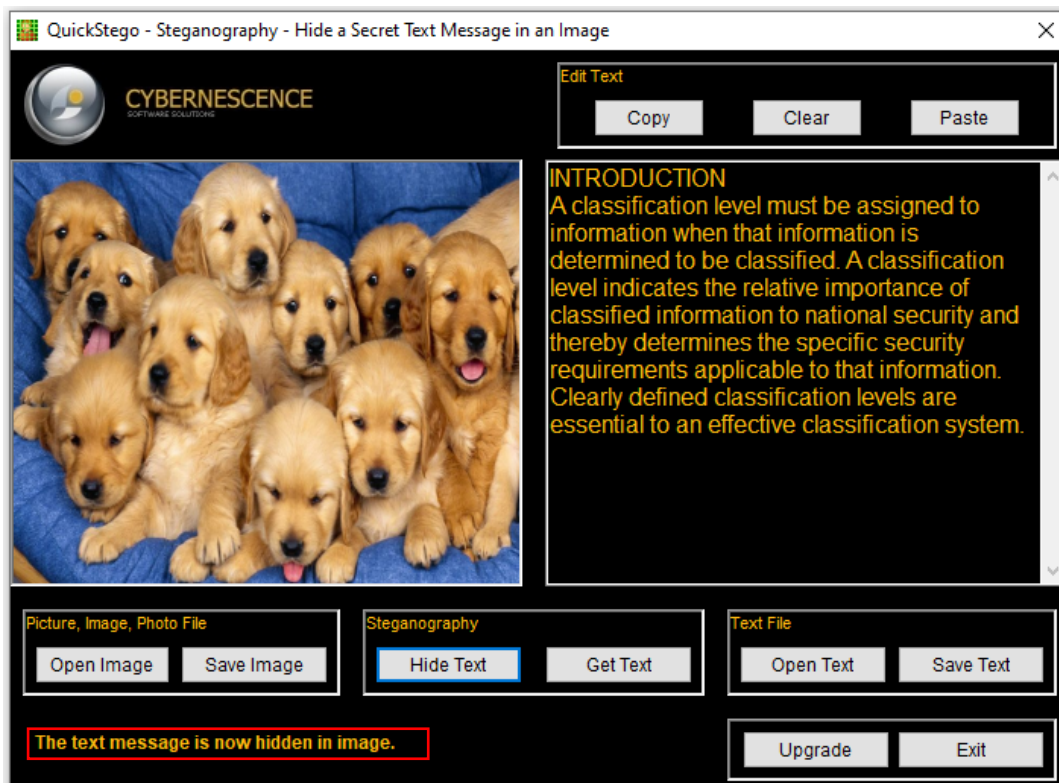 QuickStego - Steganography - Hide a Secret Text Message in an Image
CYBERNESCENCE
SOFTWARE SOLUTIONS
Edit Text
Copy
Clear
Paste
INTRODUCTION
A classification level must be assigned to
information when that information is
determined to be classified. A classification
level indicates the relative importance of
classified information to national security and
thereby determines the specific security
requirements applicable to that information.
Clearly defined classification levels are
essential to an effective classification system.
Picture, Image, Photo File
Open Image
Save Image
Steganography
Hide Text
Get Text
Text File
Open Text
Save Text
The text message is now hidden in image.
Upgrade
Exit